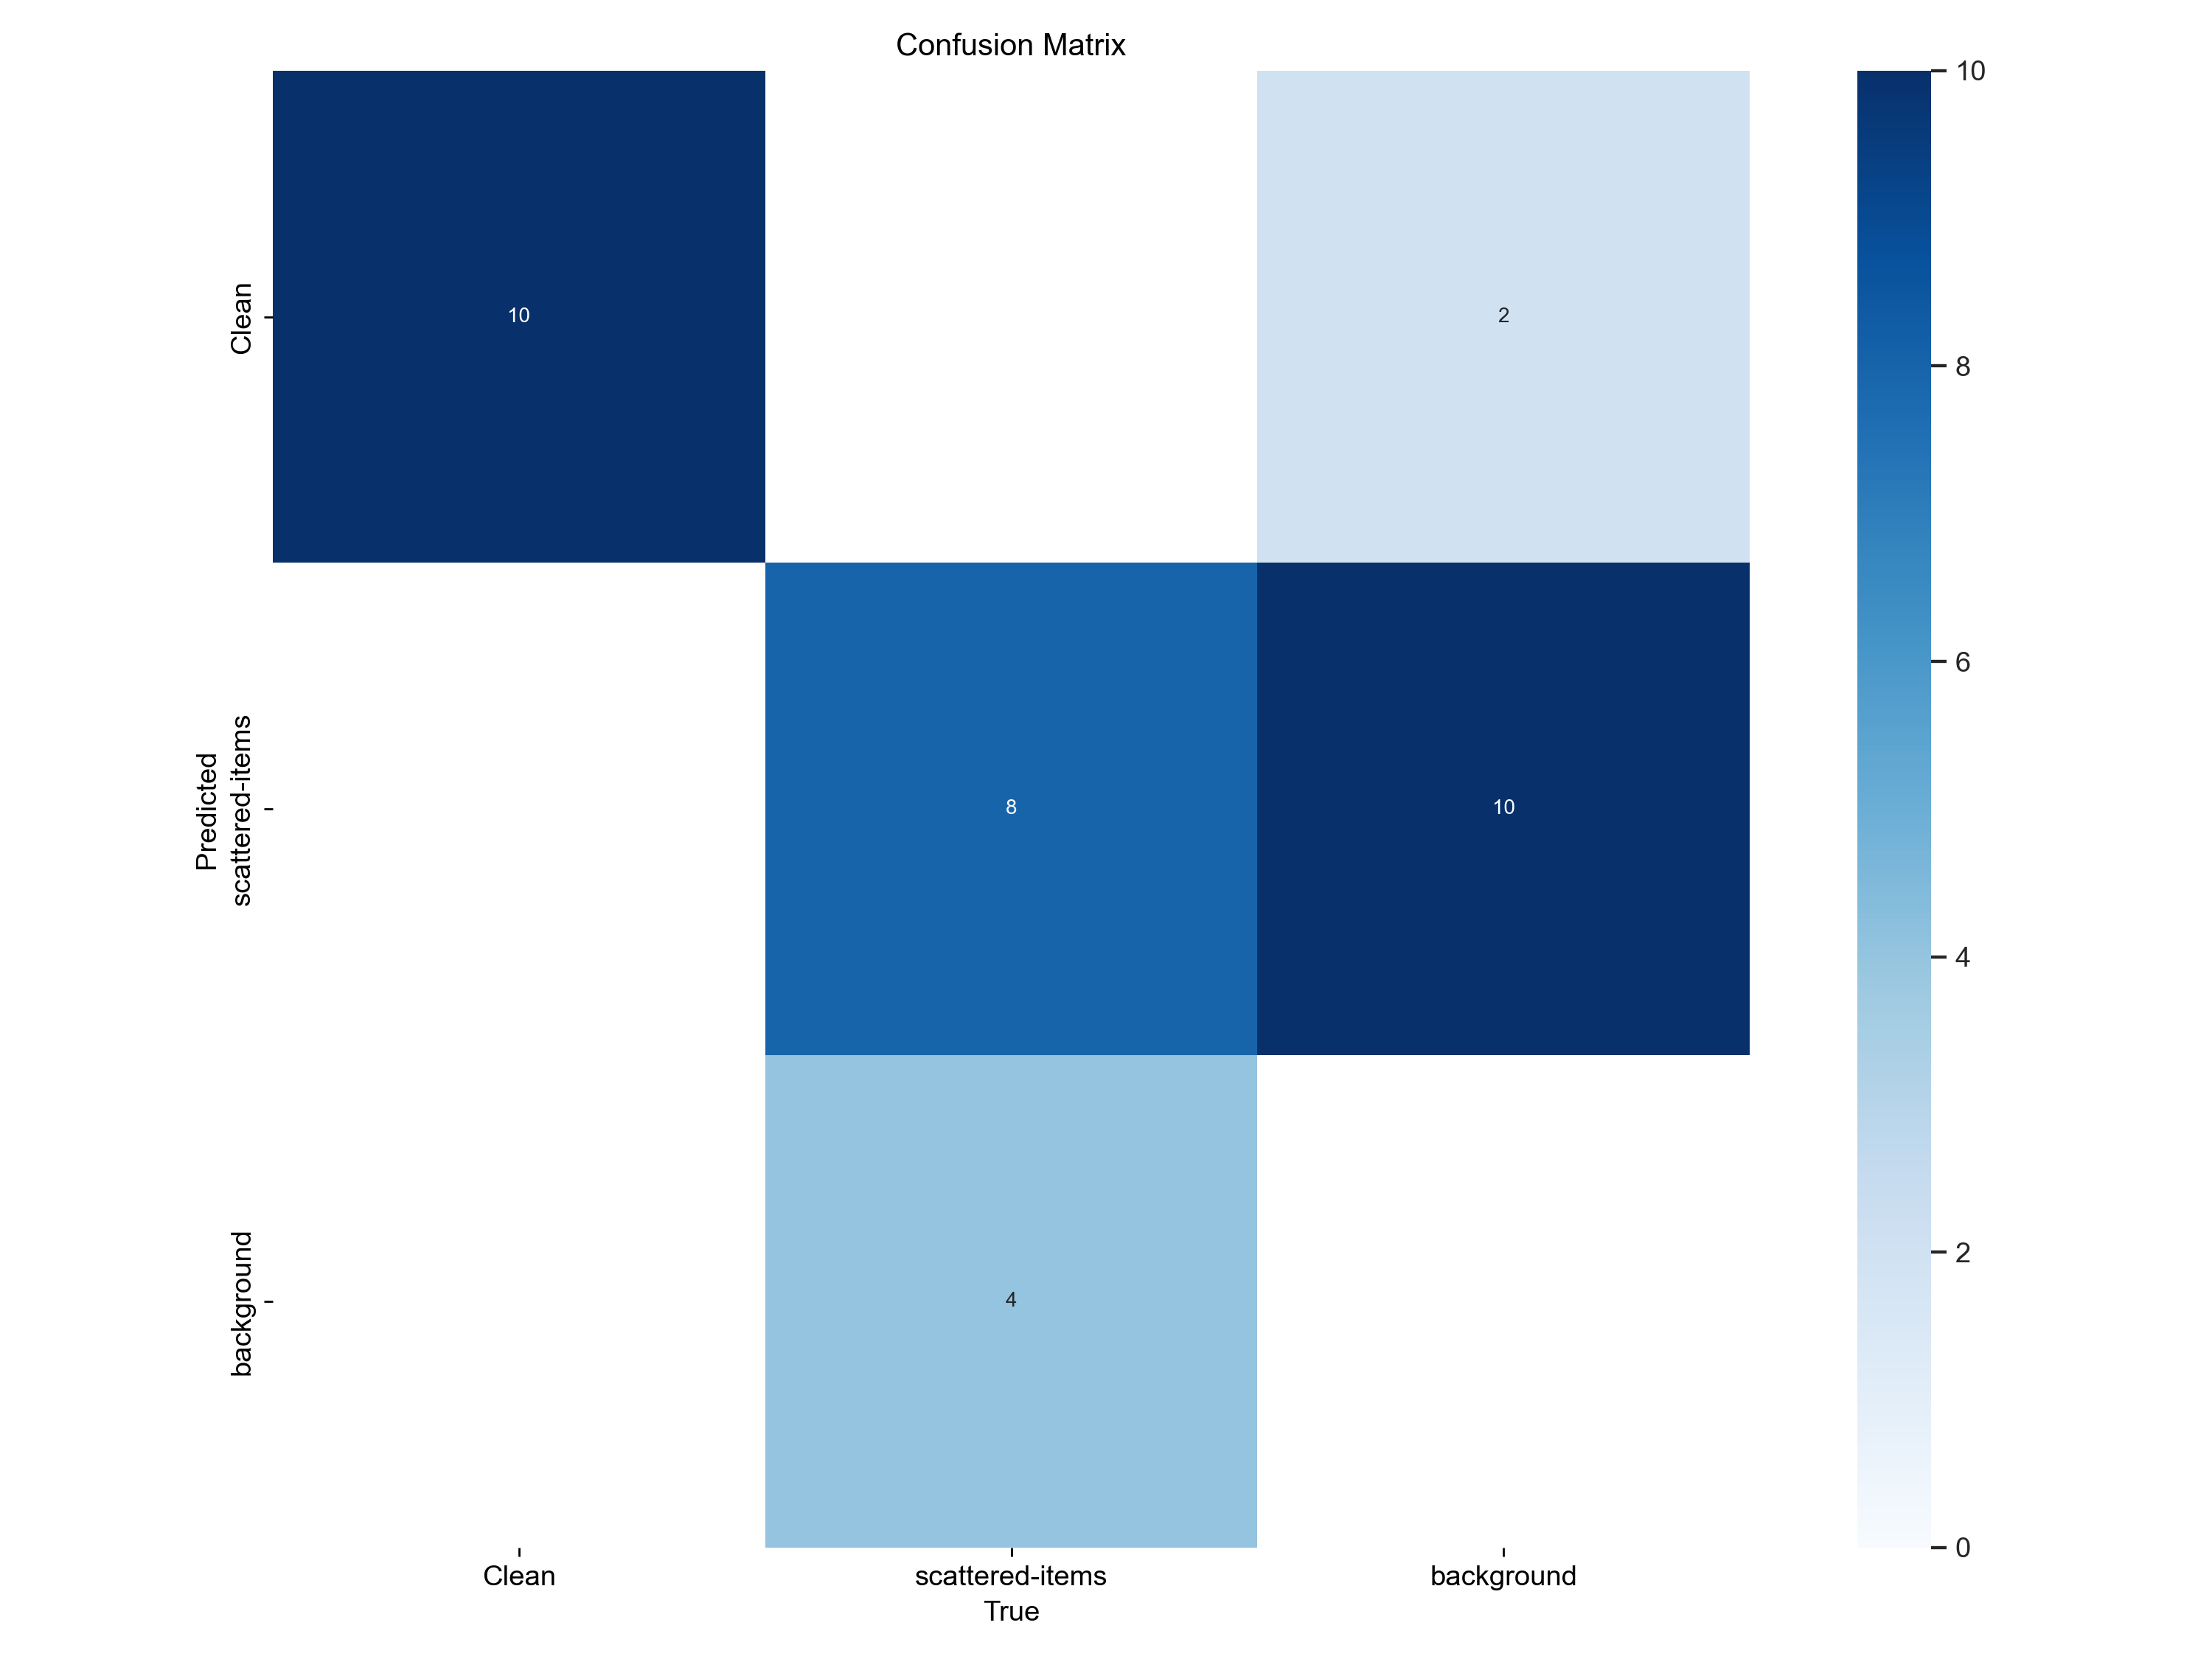 Confusion Matrix
Clean
10
2
Predicted
scattered-items
8
10
background
4
Clean
scattered-items
background
True
10
8
6
4
2
0